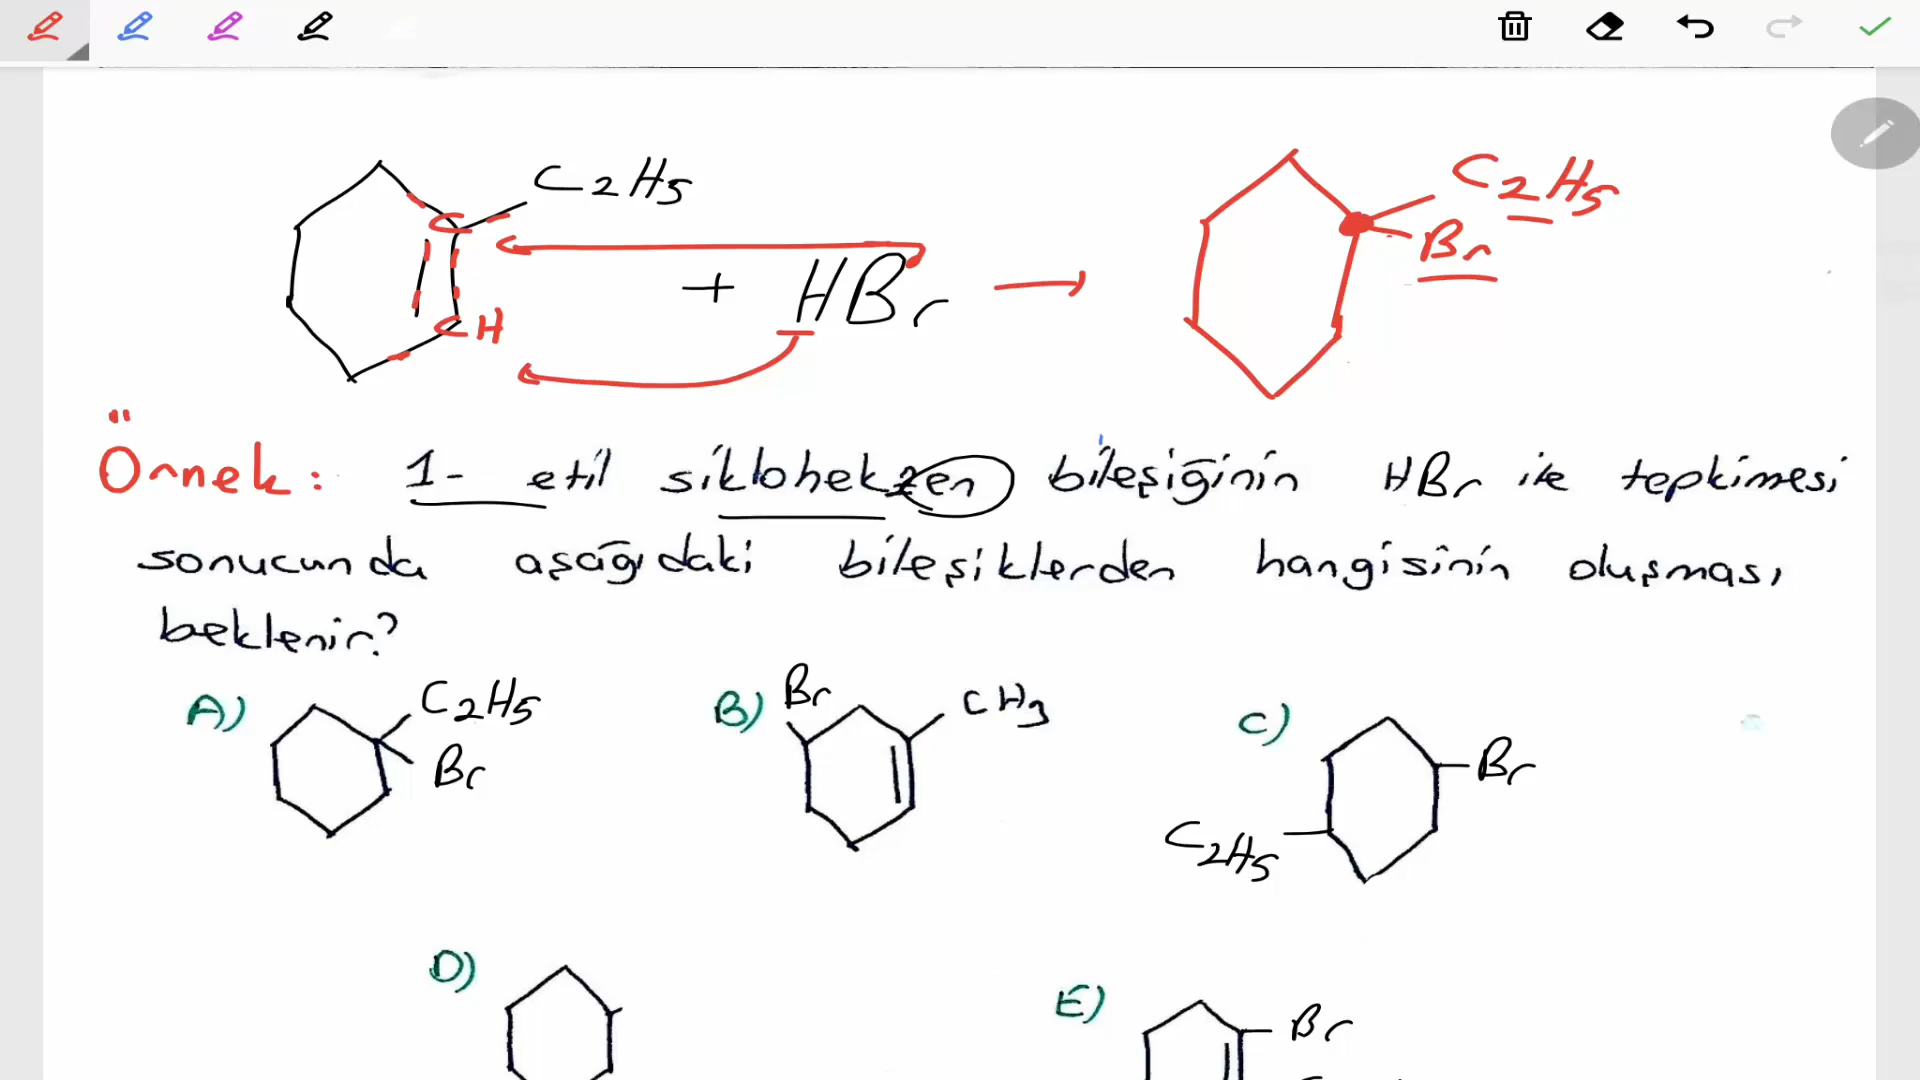 C2H5
C2H5
Br
C
+ HBr →
CH
Örnek: 1- etil siklohekzen bileşiğinin HBr ile tepkimesi
sonucunda aşağıdaki bileşiklerden hangisinin oluşması
beklenir?
A) C2H5
Br
B) Br CH3
C) Br
C2H5
D)
E) Br